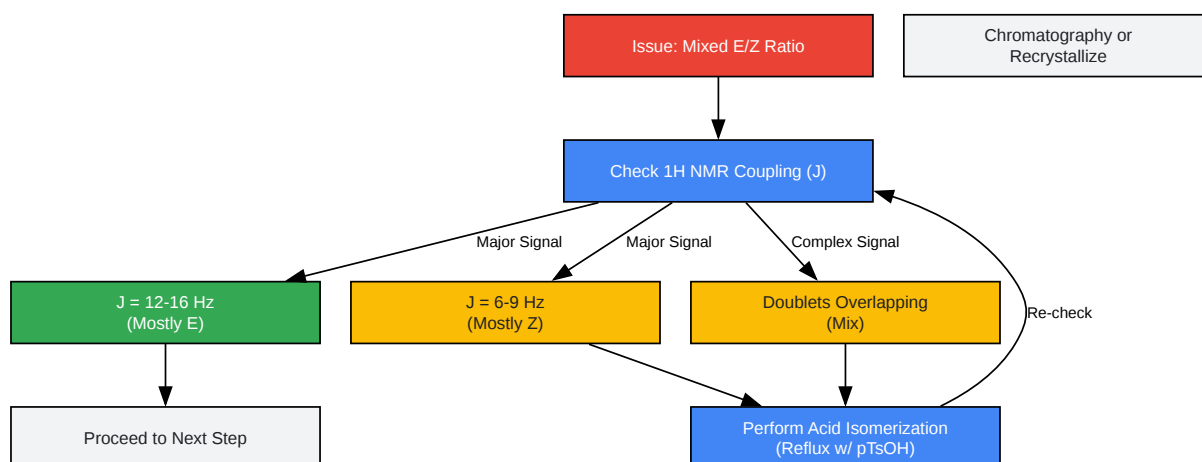 Issue: Mixed E/Z Ratio
Chromatography or
Recrystallize
Check 1H NMR Coupling (J)
Major Signal
Major Signal
Complex Signal
J = 12-16 Hz
(Mostly E)
J = 6-9 Hz
(Mostly Z)
Doublets Overlapping
(Mix)
Re-check
Proceed to Next Step
Perform Acid Isomerization
(Reflux w/ pTsOH)